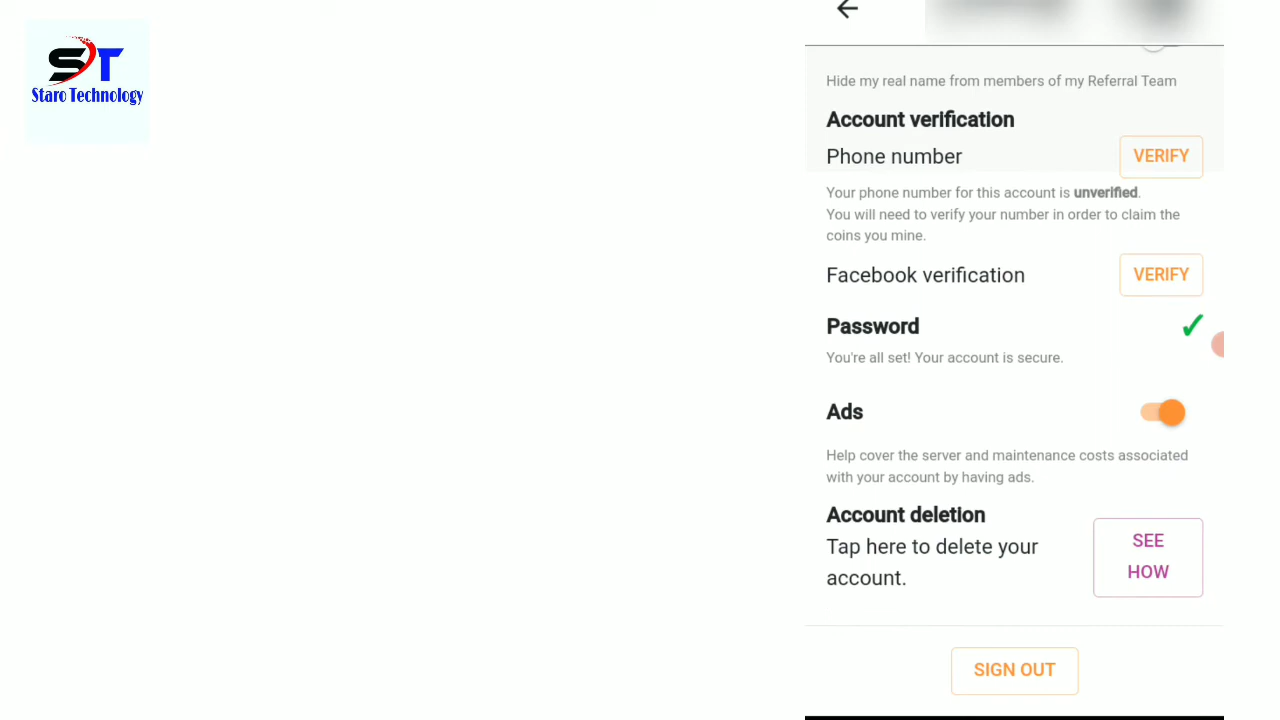 ST
Staro Technology
Hide my real name from members of my Referral Team
Account verification
Phone number
VERIFY
Your phone number for this account is unverified.
You will need to verify your number in order to claim the
coins you mine.
Facebook verification
VERIFY
Password
You're all set! Your account is secure.
Ads
Help cover the server and maintenance costs associated
with your account by having ads.
Account deletion
Tap here to delete your
account.
SEE
HOW
SIGN OUT